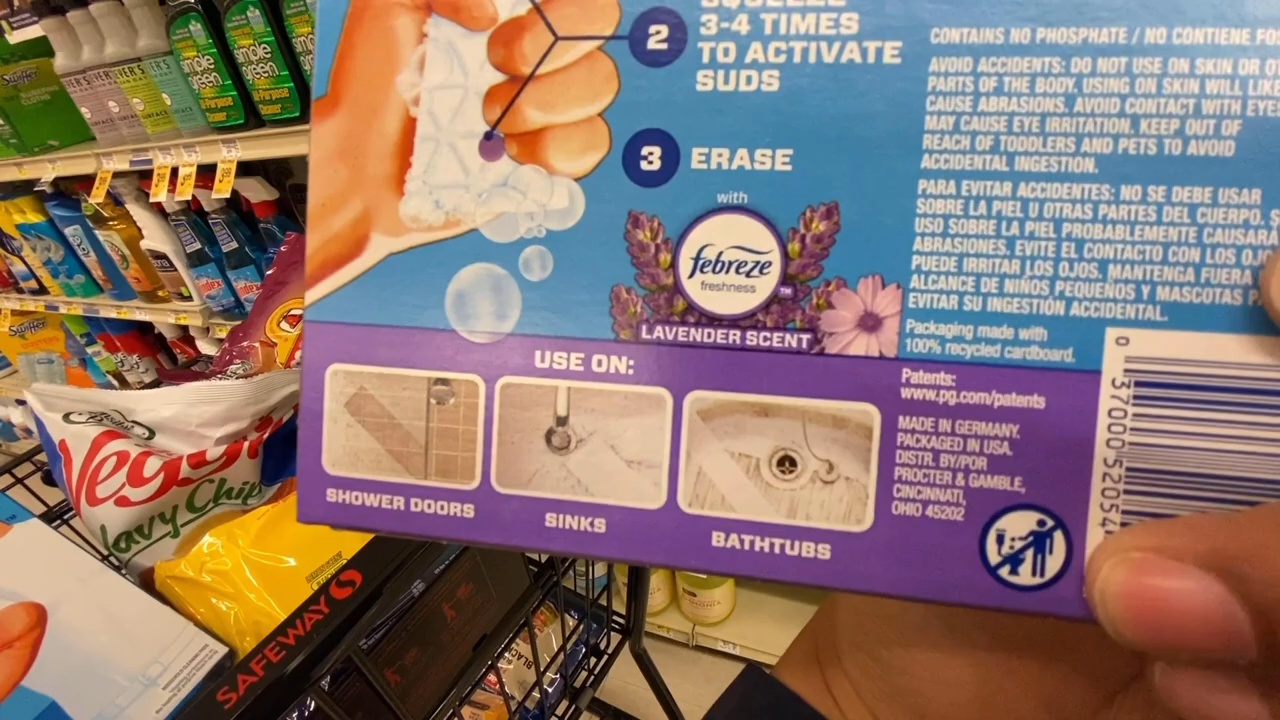 SQUEEZE
2
3-4 TIMES
TO ACTIVATE
SUDS
3
ERASE
with
febreze
freshness
TM
LAVENDER SCENT
USE ON:
SHOWER DOORS
SINKS
BATHTUBS
CONTAINS NO PHOSPHATE / NO CONTIENE
AVOID ACCIDENTS: DO NOT USE ON SKIN OR
PARTS OF THE BODY. USING ON SKIN WILL
CAUSE ABRASIONS. AVOID CONTACT WITH
MAY CAUSE EYE IRRITATION. KEEP OUT OF
REACH OF TODDLERS AND PETS TO AVOID
ACCIDENTAL INGESTION.
PARA EVITAR ACCIDENTES: NO SE DEBE USAR
SOBRE LA PIEL U OTRAS PARTES DEL CUERPO.
USO SOBRE LA PIEL PROBABLEMENTE CAUSARÁ
ABRASIONES. EVITE EL CONTACTO CON LOS
PUEDE IRRITAR LOS OJOS. MANTENGA FUERA
ALCANCE DE NIÑOS PEQUEÑOS Y MASCOTAS
EVITAR SU INGESTIÓN ACCIDENTAL.
Packaging made with
100% recycled cardboard.
Patents:
www.pg.com/patents
MADE IN GERMANY.
PACKAGED IN USA.
DISTR. BY/POR
PROCTER & GAMBLE,
CINCINNATI,
OHIO 45202
0 37000 52054
Swiffer
simple
green
Swiffer
Veggie
Wavy Chips
SAFEWAY
BLACK